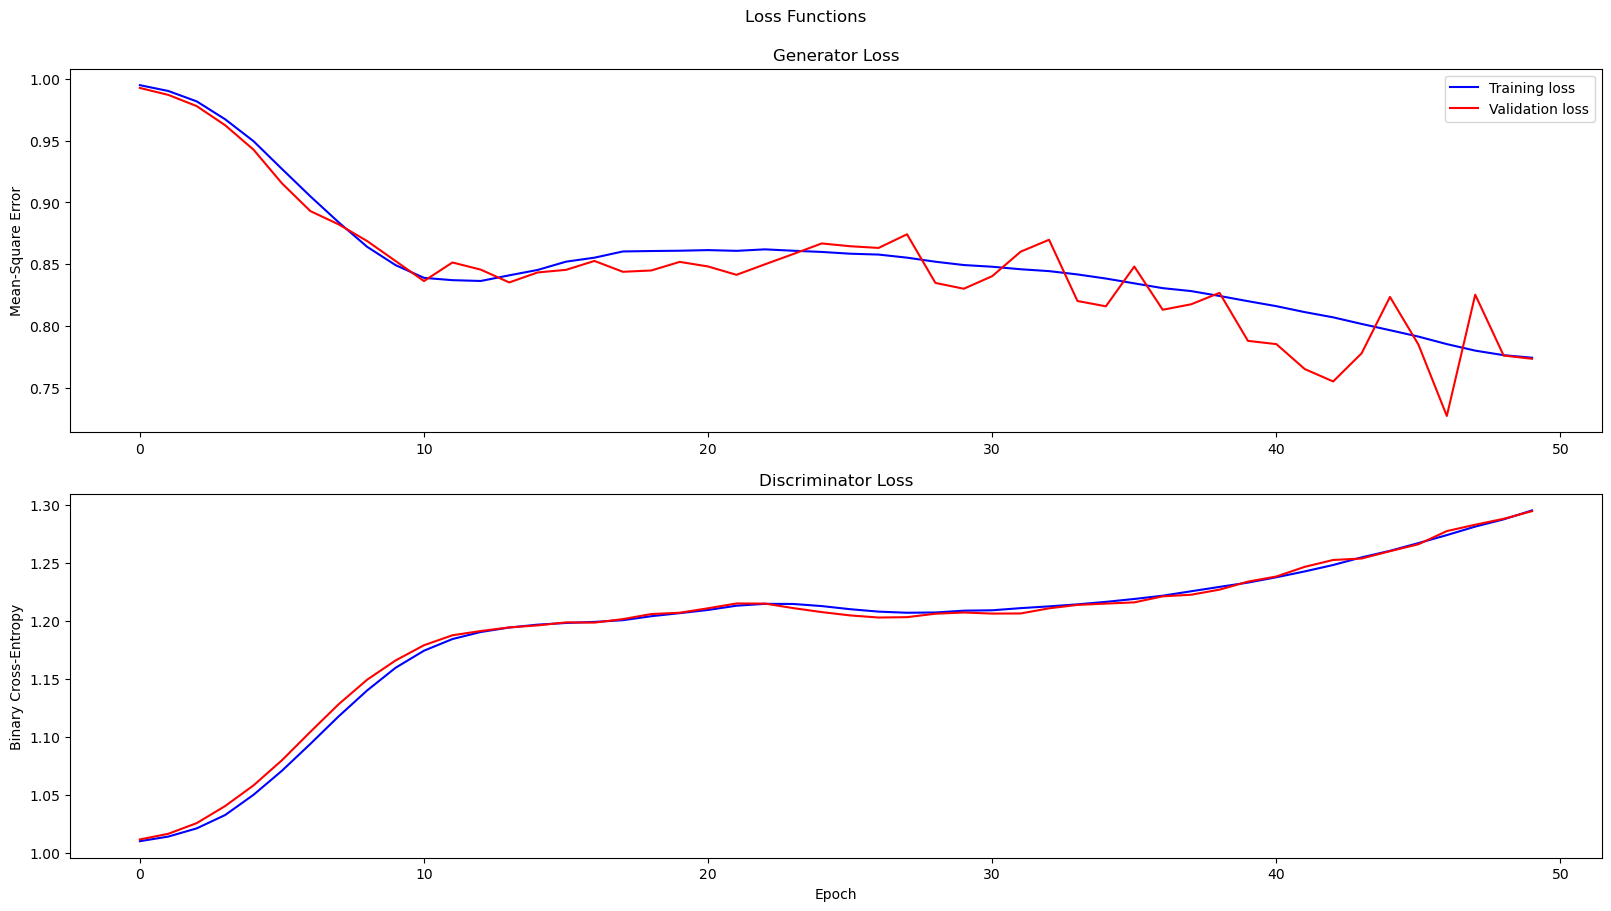 Loss Functions
Generator Loss
Mean-Square Error
1.00
0.95
0.90
0.85
0.80
0.75
Training loss
Validation loss
0 10 20 30 40 50
Discriminator Loss
Binary Cross-Entropy
1.30
1.25
1.20
1.15
1.10
1.05
1.00
0 10 20 30 40 50
Epoch